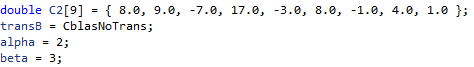 double C2[9] = { 8.0, 9.0, -7.0, 17.0, -3.0, 8.0, -1.0, 4.0, 1.0 };
transB = CblasNoTrans;
alpha = 2;
beta = 3;